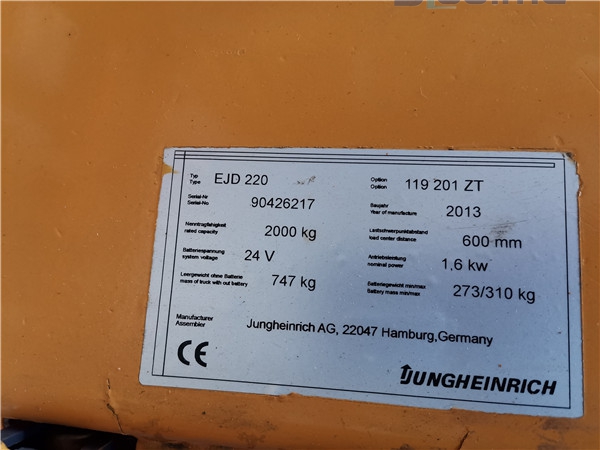 Typ
Type EJD 220
Option
Option 119 201 ZT
Serial-Nr
Serial-No 90426217
Baujahr
Year of manufacture 2013
Nenntragfähigkeit
rated capacity 2000 kg
Lastschwerpunktabstand
load center distance 600 mm
Batteriespannung
system voltage 24 V
Antriebsleistung
nominal power 1,6 kw
Leergewicht ohne Batterie
mass of truck with out battery 747 kg
Batteriegewicht min/max
Battery mass min/max 273/310 kg
Manufacturer
Assembler Jungheinrich AG, 22047 Hamburg,Germany
CE
JUNGHEINRICH